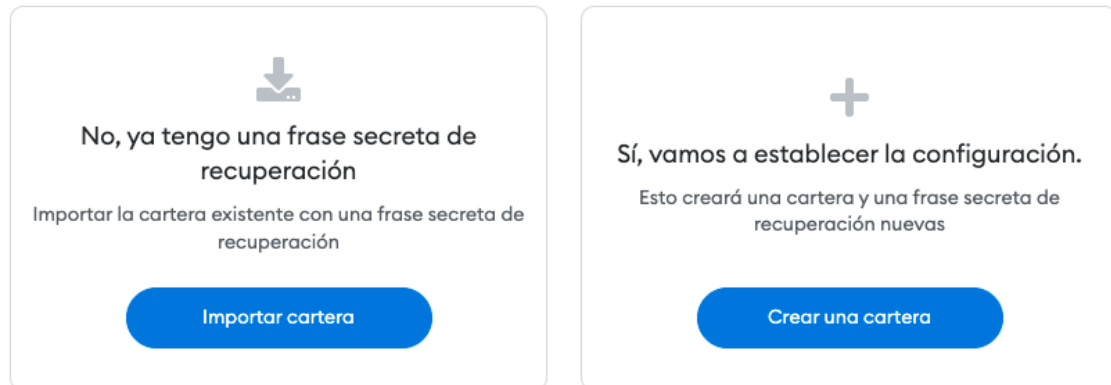 No, ya tengo una frase secreta de
recuperación
Importar la cartera existente con una frase secreta de
recuperación
Importar cartera
Sí, vamos a establecer la configuración.
Esto creará una cartera y una frase secreta de
recuperación nuevas
Crear una cartera